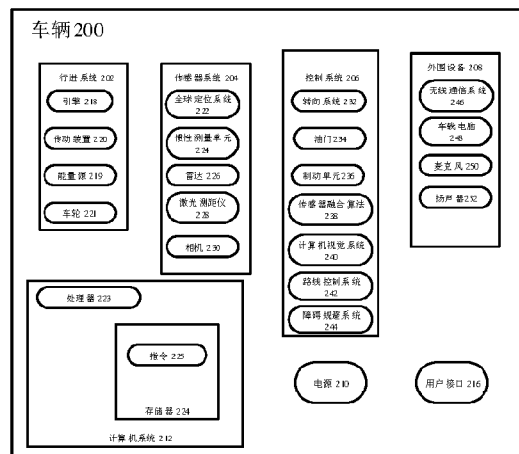 车辆200
行进系统 202
引擎 218
传动装置 220
能量源 219
车轮 221
传感器系统 204
全球定位系统
222
惯性测量单元
224
雷达 226
激光测距仪
228
相机 230
控制系统 206
转向系统 232
油门 234
制动单元 236
传感器融合算法
238
计算机视觉系统
240
路线控制系统
242
障碍规避系统
244
外围设备 208
无线通信系统
246
车载电脑
248
麦克风 250
扬声器 252
处理器 223
指令 225
存储器 224
计算机系统 212
电源 210
用户接口 216